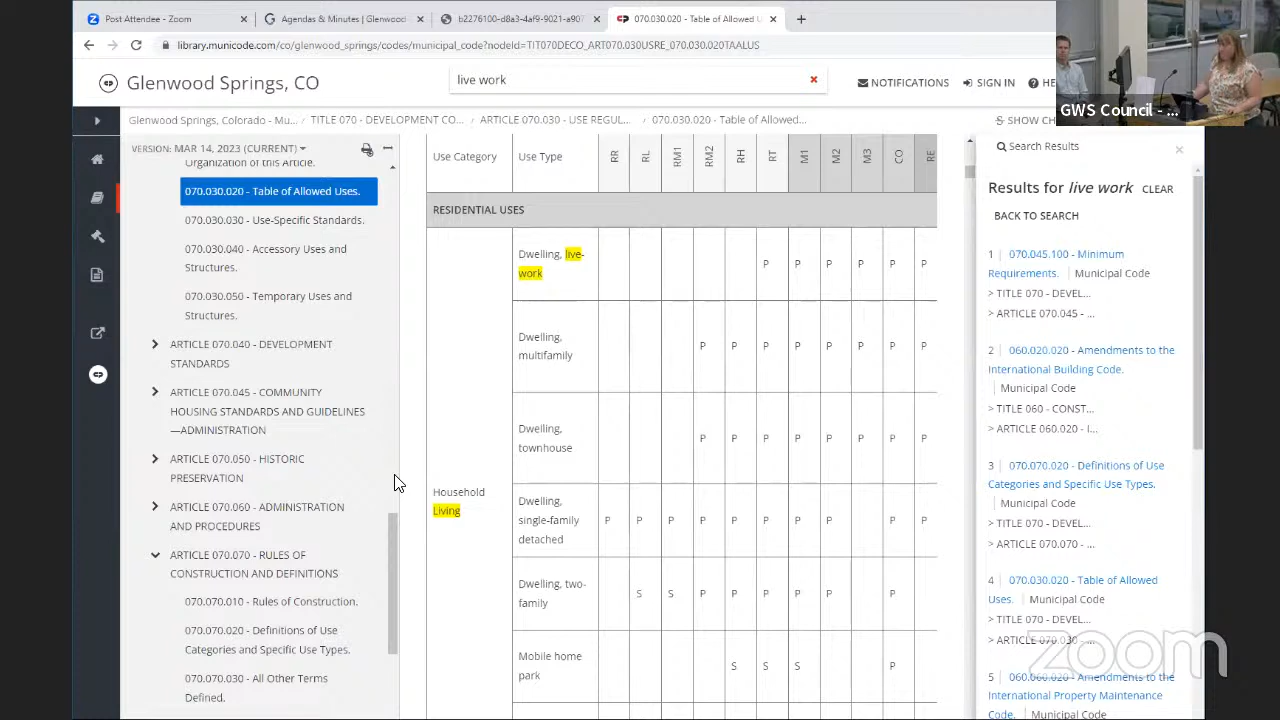 Post Attendee - Zoom
Agendas & Minutes | Glenwood
b2276100-d8a3-4af9-9021-a907
070.030.020 - Table of Allowed U
library.municode.com/co/glenwood_springs/codes/municipal_code?nodeId=TIT070DECO_ART070.030USRE_070.030.020TAALUS
Glenwood Springs, CO
live work
NOTIFICATIONS
SIGN IN
HE
GWS Council - ...
Glenwood Springs, Colorado - Mu...
TITLE 070 - DEVELOPMENT CO...
ARTICLE 070.030 - USE REGUL...
070.030.020 - Table of Allowed...
SHOW CH
VERSION: MAR 14, 2023 (CURRENT)
Organization of this Article.
070.030.020 - Table of Allowed Uses.
070.030.030 - Use-Specific Standards.
070.030.040 - Accessory Uses and
Structures.
070.030.050 - Temporary Uses and
Structures.
ARTICLE 070.040 - DEVELOPMENT
STANDARDS
ARTICLE 070.045 - COMMUNITY
HOUSING STANDARDS AND GUIDELINES
—ADMINISTRATION
ARTICLE 070.050 - HISTORIC
PRESERVATION
ARTICLE 070.060 - ADMINISTRATION
AND PROCEDURES
ARTICLE 070.070 - RULES OF
CONSTRUCTION AND DEFINITIONS
070.070.010 - Rules of Construction.
070.070.020 - Definitions of Use
Categories and Specific Use Types.
070.070.030 - All Other Terms
Defined.
Use Category Use Type RR RL RM1 RM2 RH RT M1 M2 M3 CO RE
RESIDENTIAL USES
Household
Living
Dwelling, live-
work
P P P P P P
Dwelling,
multifamily
P P P P P P P P
Dwelling,
townhouse
P P P P P P P P
Dwelling,
single-family
detached
P P P P P P P P P P P
Dwelling, two-
family
S S P P P P P P
Mobile home
park
S S S P
Search Results
Results for live work CLEAR
BACK TO SEARCH
1 070.045.100 - Minimum
Requirements. Municipal Code
> TITLE 070 - DEVEL...
> ARTICLE 070.045 - ...
2 060.020.020 - Amendments to the
International Building Code.
Municipal Code
> TITLE 060 - CONST...
> ARTICLE 060.020 - I...
3 070.070.020 - Definitions of Use
Categories and Specific Use Types.
Municipal Code
> TITLE 070 - DEVEL...
> ARTICLE 070.070 - ...
4 070.030.020 - Table of Allowed
Uses. Municipal Code
> TITLE 070 - DEVEL...
> ARTICLE 070.030 - ...
5 060.060.020 - Amendments to the
International Property Maintenance
Code. Municipal Code
zoom